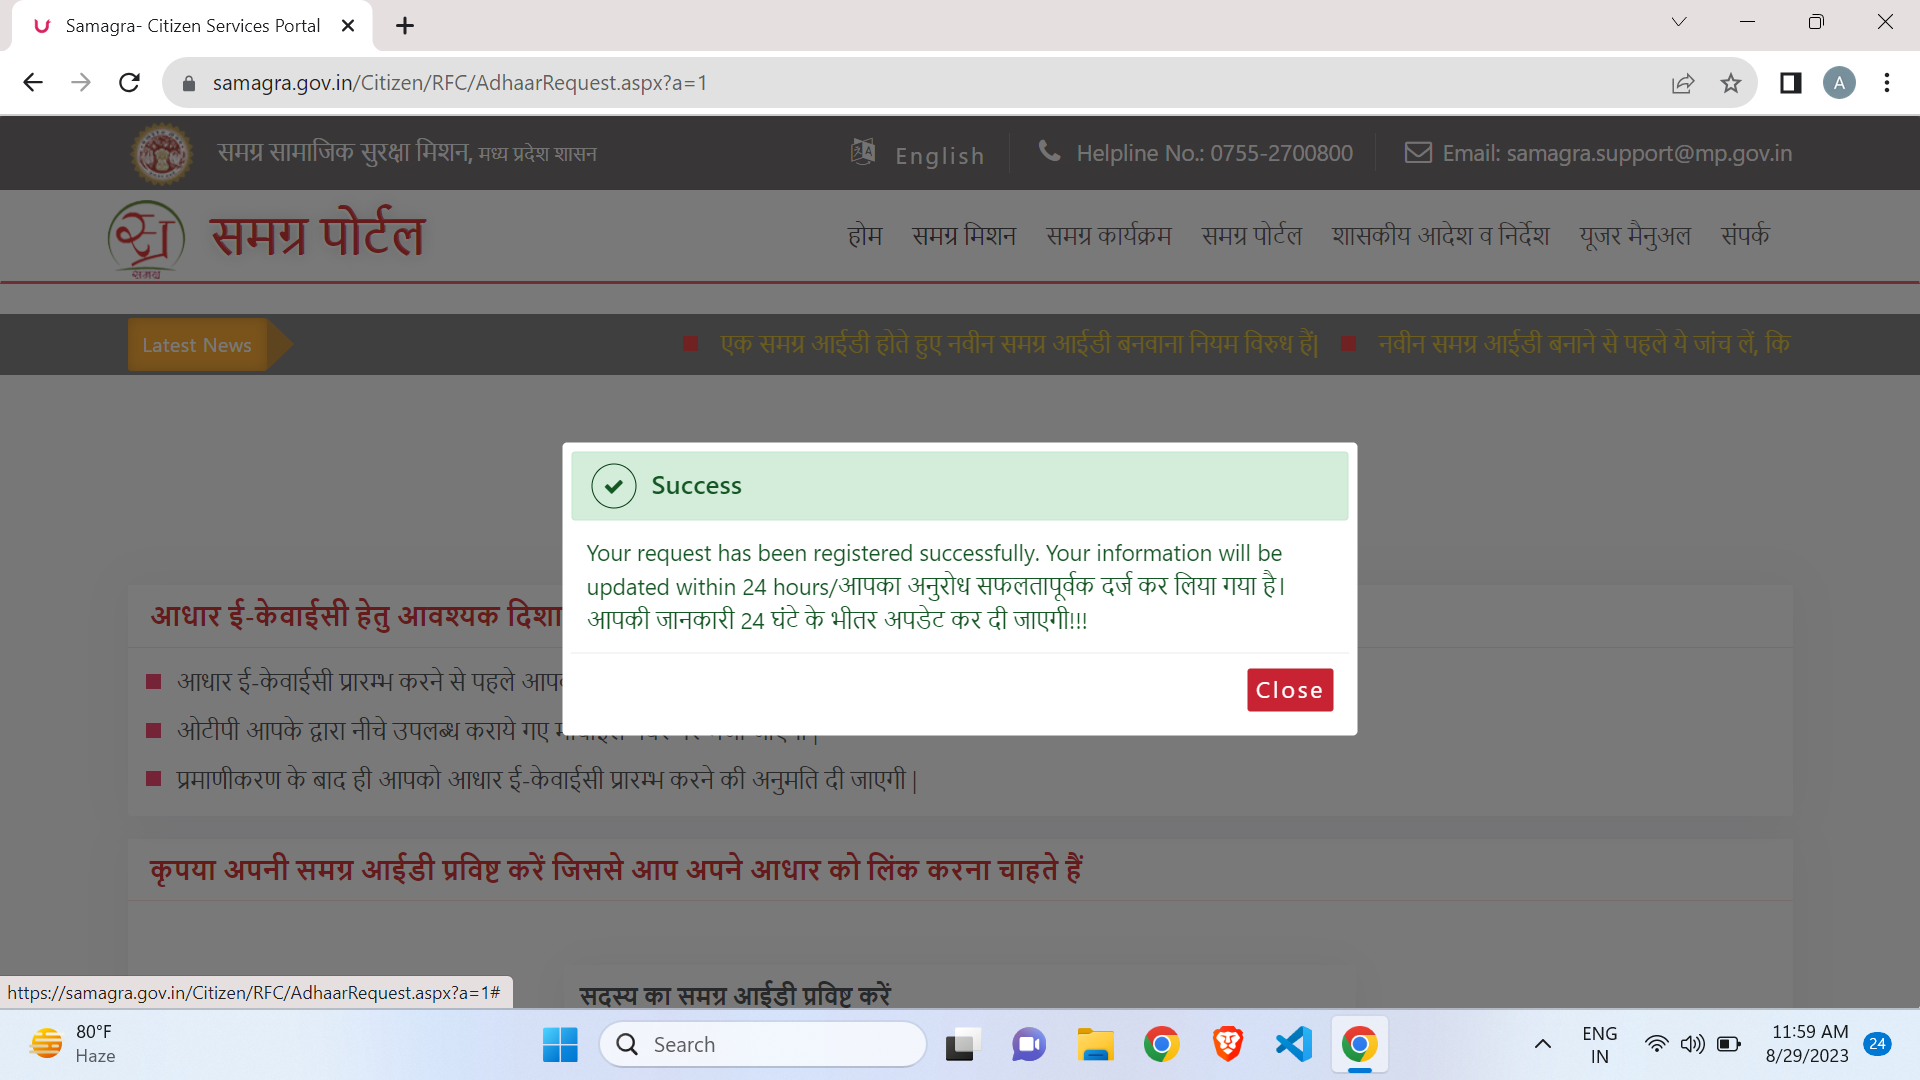 Samagra- Citizen Services Portal
samagra.gov.in/Citizen/RFC/AdhaarRequest.aspx?a=1
A
समग्र सामाजिक सुरक्षा मिशन, मध्य प्रदेश शासन
English
Helpline No.: 0755-2700800
Email: samagra.support@mp.gov.in
समग्र
समग्र पोर्टल
होम समग्र मिशन समग्र कार्यक्रम समग्र पोर्टल शासकीय आदेश व निर्देश यूजर मैनुअल संपर्क
Latest News
एक समग्र आईडी होते हुए नवीन समग्र आईडी बनवाना नियम विरुध हैं|
नवीन समग्र आईडी बनाने से पहले ये जांच लें, कि
Success
Your request has been registered successfully. Your information will be
updated within 24 hours/आपका अनुरोध सफलतापूर्वक दर्ज कर लिया गया है।
आपकी जानकारी 24 घंटे के भीतर अपडेट कर दी जाएगी!!!
Close
आधार ई-केवाईसी हेतु आवश्यक दिशा
आधार ई-केवाईसी प्रारम्भ करने से पहले
ओटीपी आपके द्वारा नीचे उपलब्ध कराये गए
प्रमाणीकरण के बाद ही आपको आधार ई-केवाईसी प्रारम्भ करने की अनुमति दी जाएगी |
कृपया अपनी समग्र आईडी प्रविष्ट करें जिससे आप अपने आधार को लिंक करना चाहते हैं
सदस्य का समग्र आईडी प्रविष्ट करें
https://samagra.gov.in/Citizen/RFC/AdhaarRequest.aspx?a=1#
80°F
Haze
Search
ENG
IN
11:59 AM
8/29/2023
24